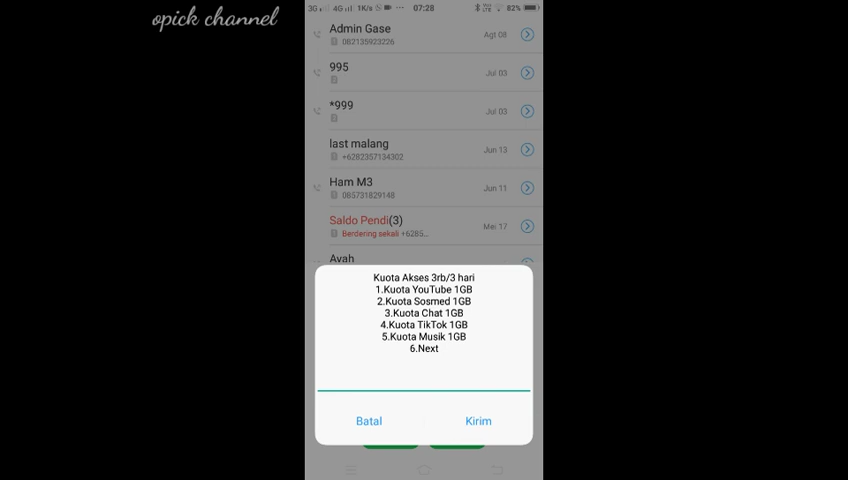 opick channel
3G 4G 1K/s ··· 07:28 VoLTE 82%
Admin Gase
082135923226
Agt 08
995
Jul 03
*999
Jul 03
last malang
+6282357134302
Jun 13
Ham M3
085731829148
Jun 11
Saldo Pendi(3)
Berdering sekali +6285...
Mei 17
Ayah
Kuota Akses 3rb/3 hari
1.Kuota YouTube 1GB
2.Kuota Sosmed 1GB
3.Kuota Chat 1GB
4.Kuota TikTok 1GB
5.Kuota Musik 1GB
6.Next
Batal
Kirim